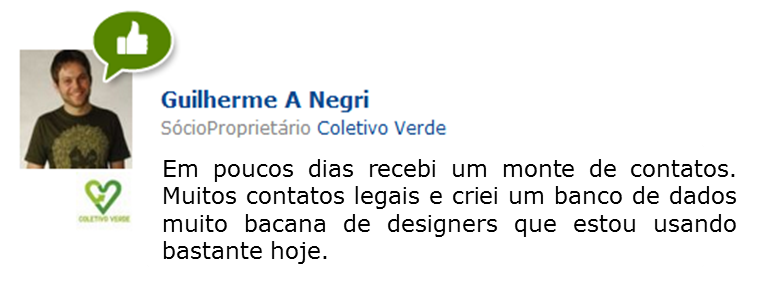 Guilherme A Negri
SócioProprietário Coletivo Verde
Em poucos dias recebi um monte de contatos.
Muitos contatos legais e criei um banco de dados
muito bacana de designers que estou usando
bastante hoje.
COLETIVO VERDE